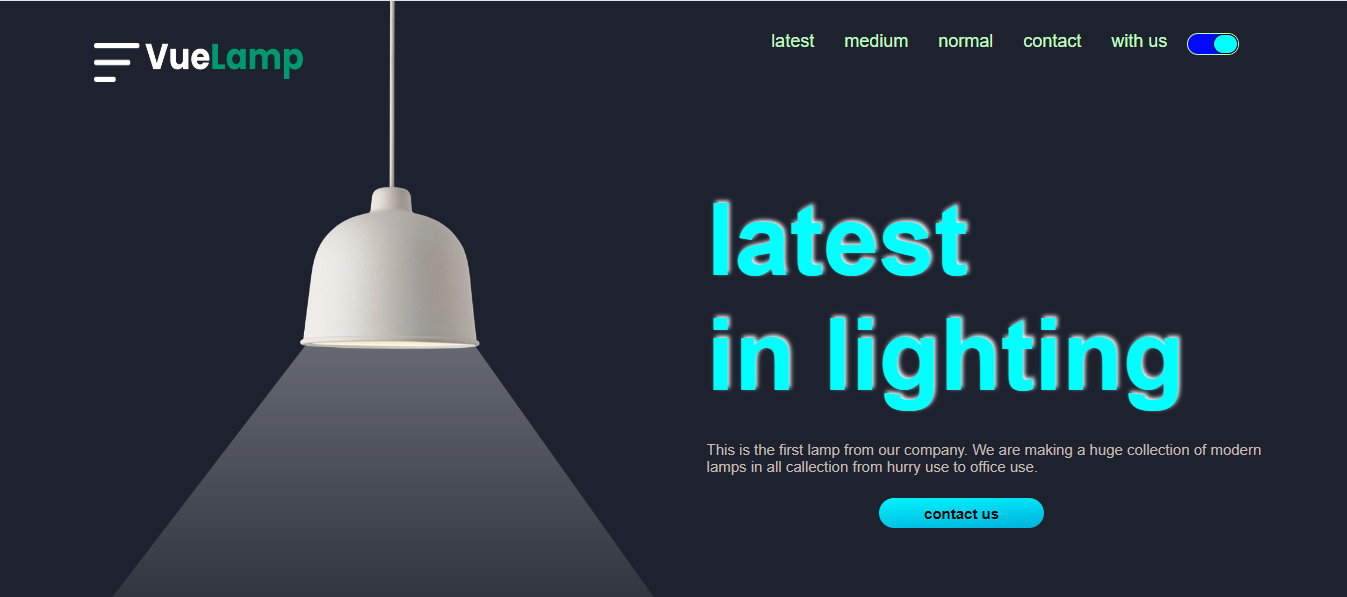 VueLamp
latest medium normal contact with us
latest
in lighting
This is the first lamp from our company. We are making a huge collection of modern
lamps in all callection from hurry use to office use.
contact us